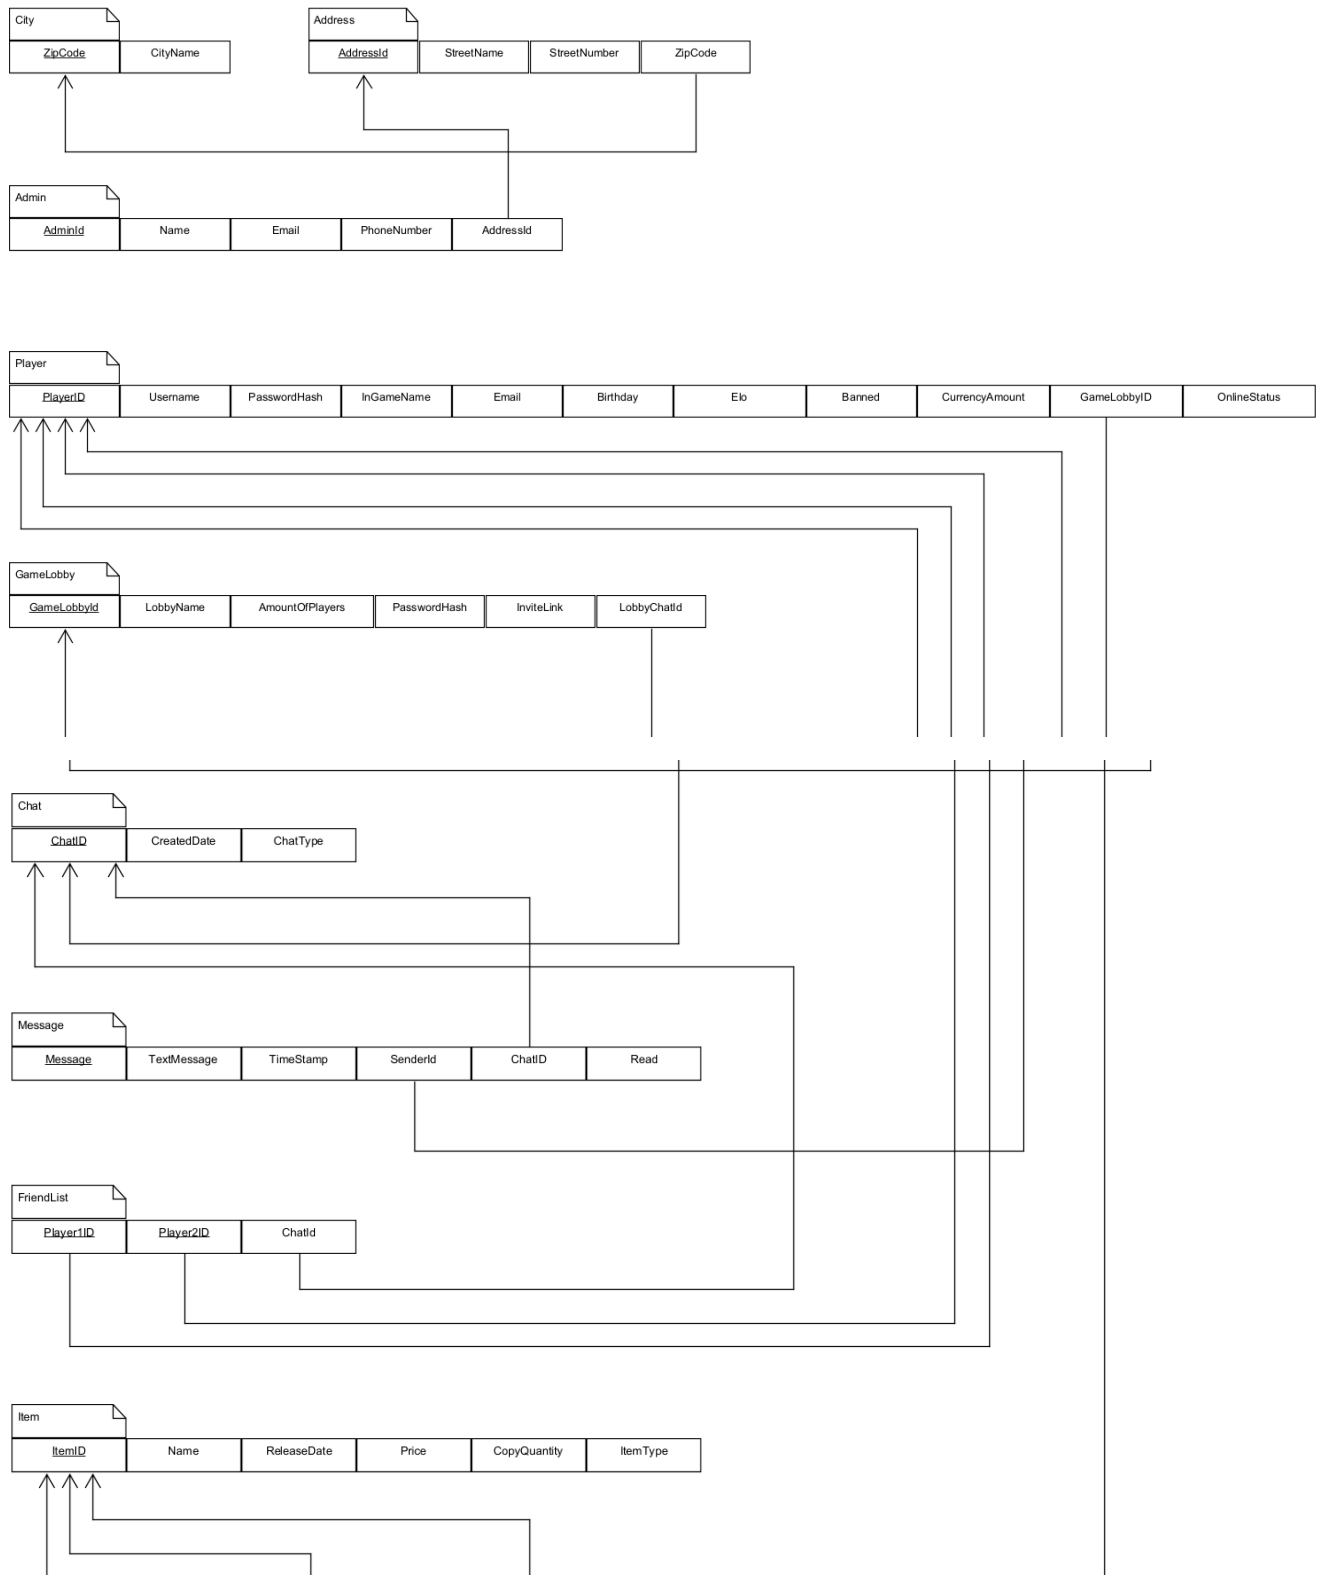 City Address
ZipCode CityName AddressId StreetName StreetNumber ZipCode
Admin
AdminId Name Email PhoneNumber AddressId
Player
PlayerID Username PasswordHash InGameName Email Birthday Elo Banned CurrencyAmount GameLobbyID OnlineStatus
GameLobby
GameLobbyId LobbyName AmountOfPlayers PasswordHash InviteLink LobbyChatId
Chat
ChatID CreatedDate ChatType
Message
Message TextMessage TimeStamp SenderId ChatID Read
FriendList
Player1ID Player2ID ChatId
Item
ItemID Name ReleaseDate Price CopyQuantity ItemType